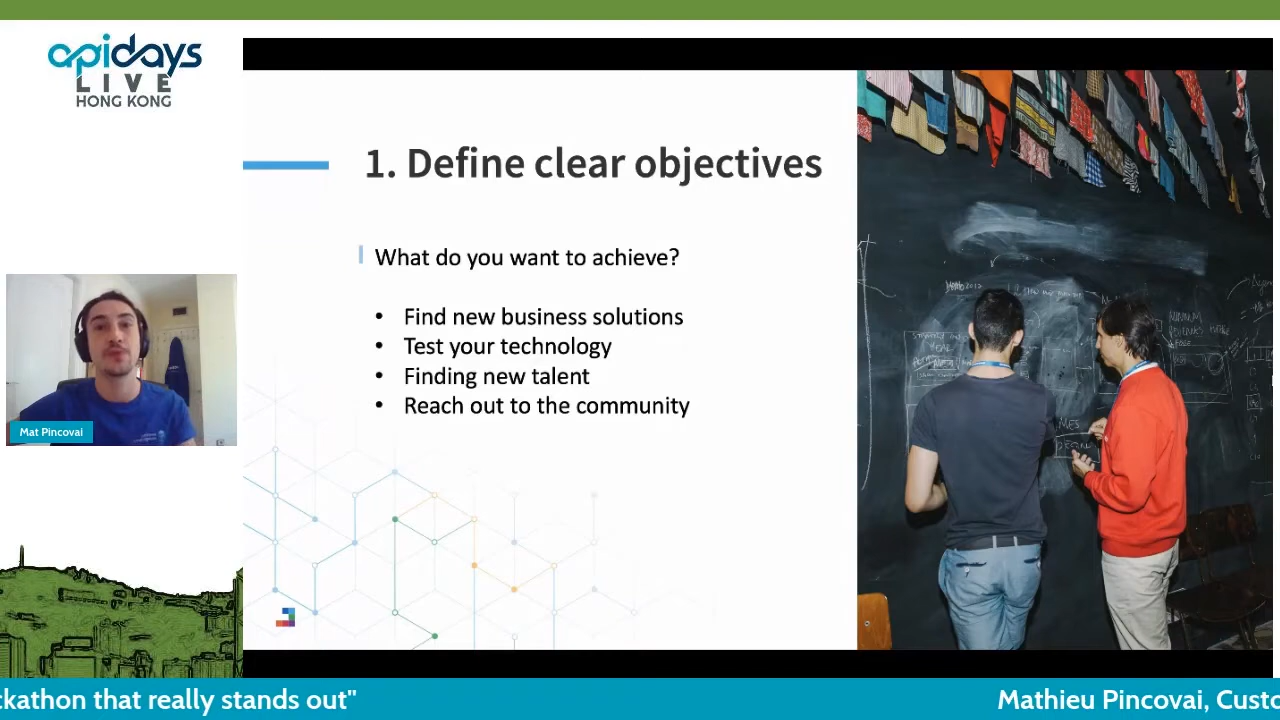 apidays
LIVE
HONG KONG
1. Define clear objectives
What do you want to achieve?
• Find new business solutions
• Test your technology
• Finding new talent
• Reach out to the community
Mat Pincovai
ckathon that really stands out"
Mathieu Pincovai, Custo